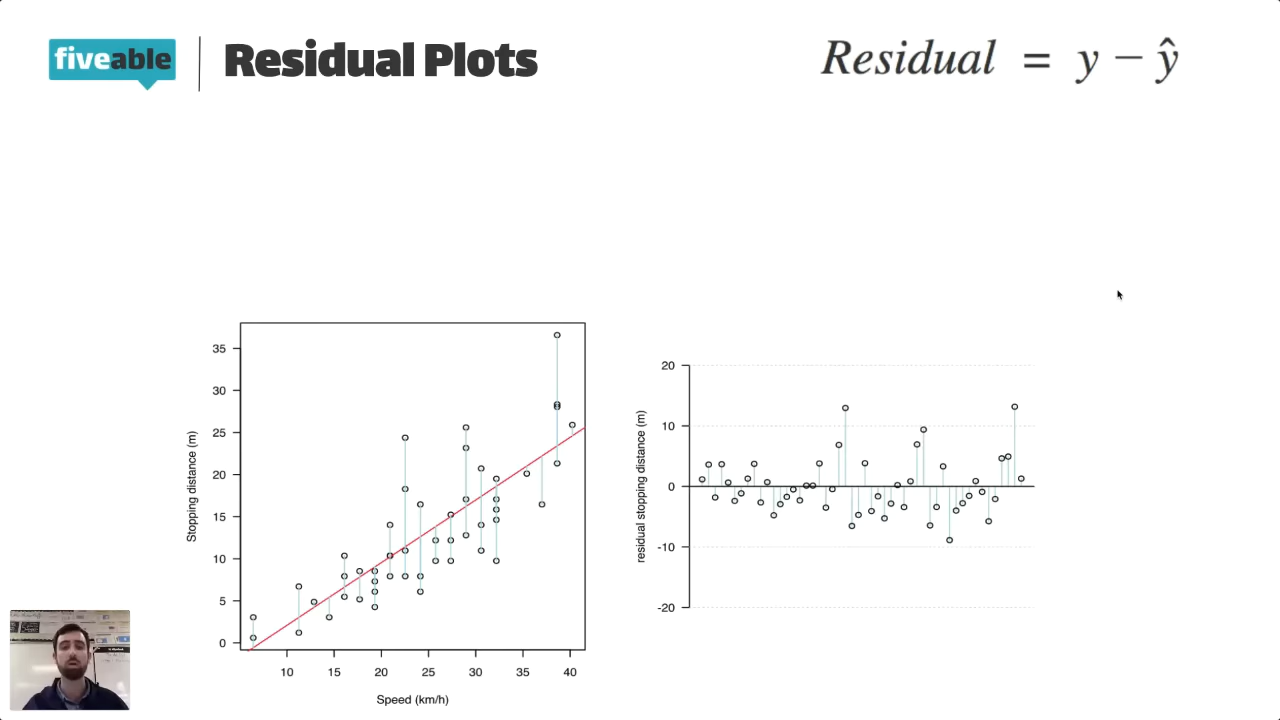 fiveable
Residual Plots
Residual = y − ŷ
35
30
25
20
15
10
5
0
Stopping distance (m)
10 15 20 25 30 35 40
Speed (km/h)
20
10
0
-10
-20
residual stopping distance (m)